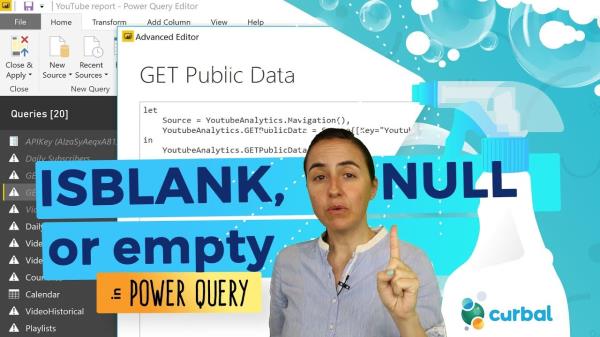 YouTube report - Power Query Editor
File
Home
Transform
Add Column
View
T
Advanced Editor
Close &
Apply
New
Source
Recent
Sources
Close
New Query
GET Public Data
Queries [20]
let
Source = YoutubeAnalytics.Navigation(),
YoutubeAnalytics.GETPublicData =
in
YoutubeAnalytics.GETPublicData
Daily Subscribers
ISBLANK, NULL
or empty
in POWER QUERY
Daily
Calendar
VideoHistorical
Playlists
curbal